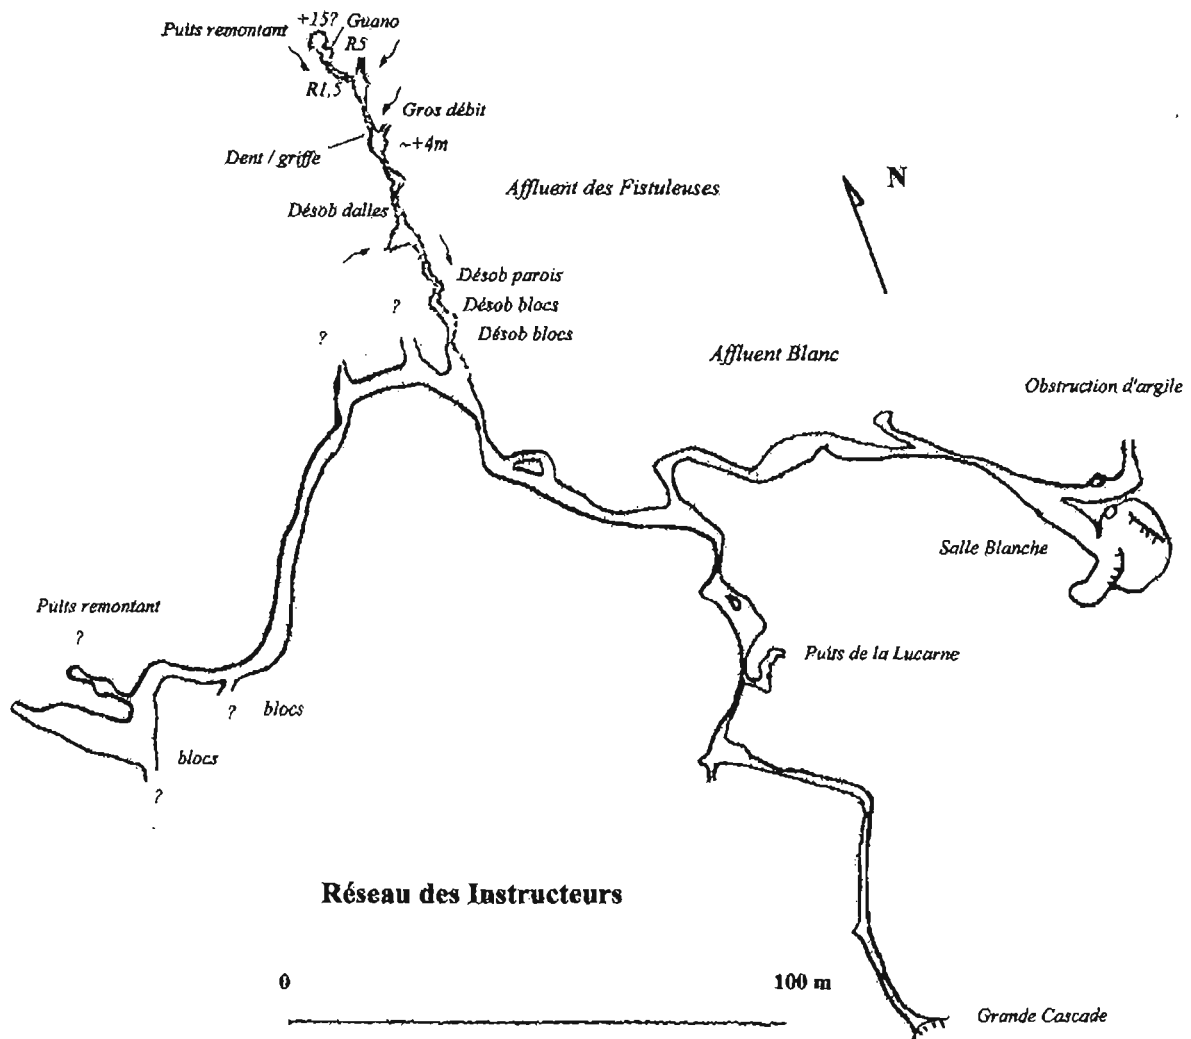 +15? Guano
Puits remontant
R5
R1,5
Gros débit
~+4m
Dent / griffe
N
Affluent des Fistuleuses
Désob dalles
Désob parois
?
Désob blocs
?
Désob blocs
Affluent Blanc
Obstruction d'argile
Salle Blanche
Puits remontant
?
Puits de la Lucarne
? blocs
blocs
?
Réseau des Instructeurs
0 100 m
Grande Cascade